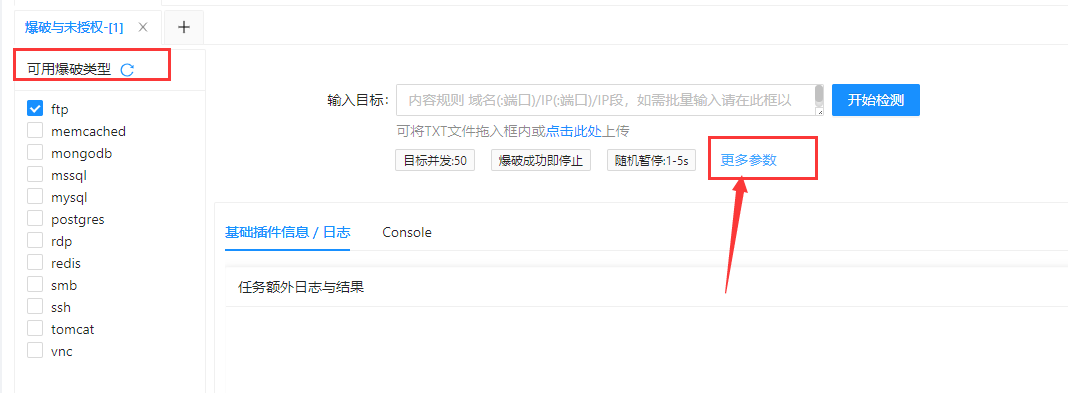 爆破与未授权-[1]
可用爆破类型
ftp
memcached
mongodb
mssql
mysql
postgres
rdp
redis
smb
ssh
tomcat
vnc
输入目标：
内容规则 域名(:端口)/IP(:端口)/IP段，如需批量输入请在此框以
开始检测
可将TXT文件拖入框内或点击此处上传
目标并发:50
爆破成功即停止
随机暂停:1-5s
更多参数
基础插件信息 / 日志
Console
任务额外日志与结果